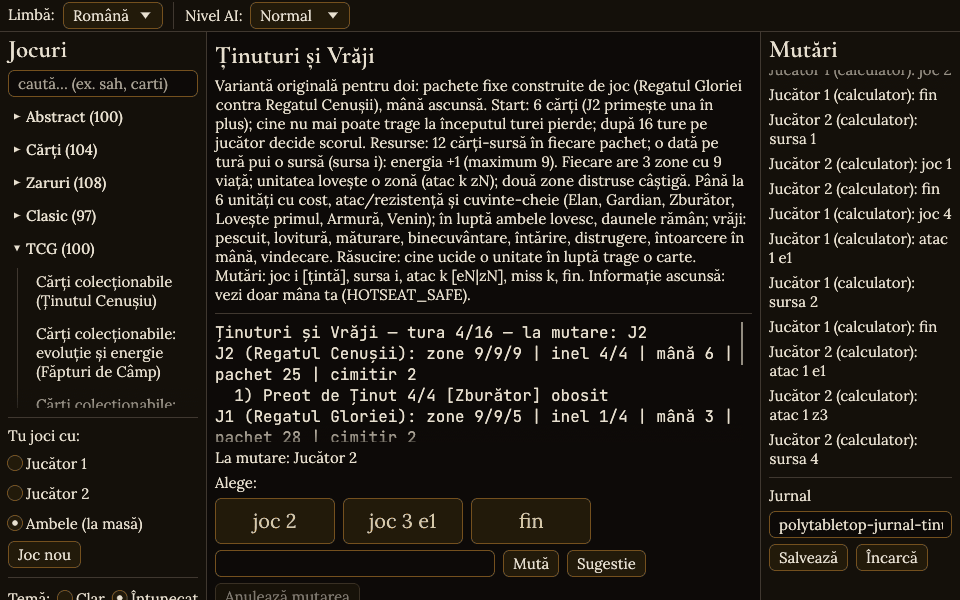 Limbă: Română ▼ Nivel AI: Normal ▼
Jocuri
caută... (ex. sah, carti)
▸ Abstract (100)
▸ Cărți (104)
▸ Zaruri (108)
▸ Clasic (97)
▾ TCG (100)
Cărți colecționabile
(Ținutul Cenușiu)
Cărți colecționabile:
evoluție și energie
(Făpturi de Câmp)
Cărți colecționabile:
Tu joci cu:
Jucător 1
Jucător 2
Ambele (la masă)
Joc nou
Temă: Clar Întunecat
Ținuturi și Vrăji
Variantă originală pentru doi: pachete fixe construite de joc (Regatul Gloriei
contra Regatul Cenușii), mână ascunsă. Start: 6 cărți (J2 primește una în
plus); cine nu mai poate trage la începutul turei pierde; după 16 ture pe
jucător decide scorul. Resurse: 12 cărți-sursă în fiecare pachet; o dată pe
tură pui o sursă (sursa i): energia +1 (maximum 9). Fiecare are 3 zone cu 9
viață; unitatea lovește o zonă (atac k zN); două zone distruse câștigă. Până la
6 unități cu cost, atac/rezistență și cuvinte-cheie (Elan, Gardian, Zburător,
Lovește primul, Armură, Venin); în luptă ambele lovesc, daunele rămân; vrăji:
pescuit, lovitură, măturare, binecuvântare, întărire, distrugere, întoarcere în
mână, vindecare. Răsucire: cine ucide o unitate în luptă trage o carte.
Mutări: joc i [țintă], sursa i, atac k [eN|zN], miss k, fin. Informație ascunsă:
vezi doar mâna ta (HOTSEAT_SAFE).
Ținuturi și Vrăji — tura 4/16 — la mutare: J2
J2 (Regatul Cenușii): zone 9/9/9 | inel 4/4 | mână 6 |
pachet 25 | cimitir 2
1) Preot de Ținut 4/4 [Zburător] obosit
J1 (Regatul Gloriei): zone 9/9/5 | inel 1/4 | mână 3 |
pachet 28 | cimitir 2
La mutare: Jucător 2
Alege:
joc 2 joc 3 e1 fin
Mută Sugestie
Anulează mutarea
Mutări
Jucător 1 (calculator): joc 2
Jucător 1 (calculator): fin
Jucător 2 (calculator):
sursa 1
Jucător 2 (calculator): joc 1
Jucător 2 (calculator): fin
Jucător 1 (calculator): joc 4
Jucător 1 (calculator): atac
1 e1
Jucător 1 (calculator):
sursa 2
Jucător 1 (calculator): fin
Jucător 2 (calculator):
atac 1 e1
Jucător 2 (calculator):
atac 1 z3
Jucător 2 (calculator):
sursa 4
Jurnal
polytabletop-jurnal-tinu
Salvează Încarcă